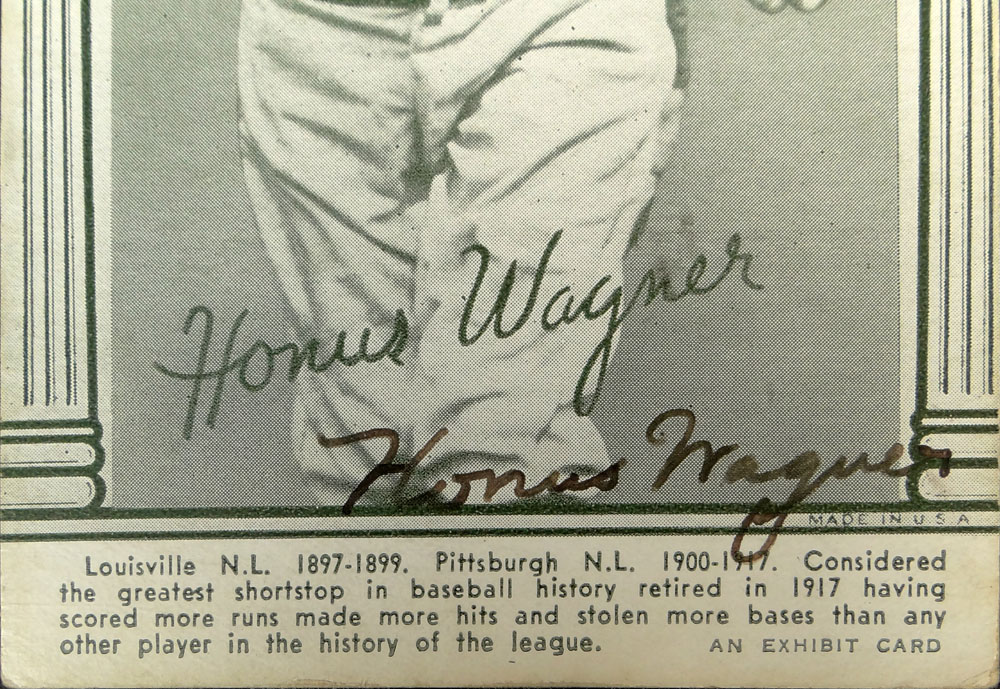 Honus Wagner
Honus Wagner
MADE IN U S A
Louisville N.L. 1897-1899. Pittsburgh N.L. 1900-1917. Considered
the greatest shortstop in baseball history retired in 1917 having
scored more runs made more hits and stolen more bases than any
other player in the history of the league. AN EXHIBIT CARD